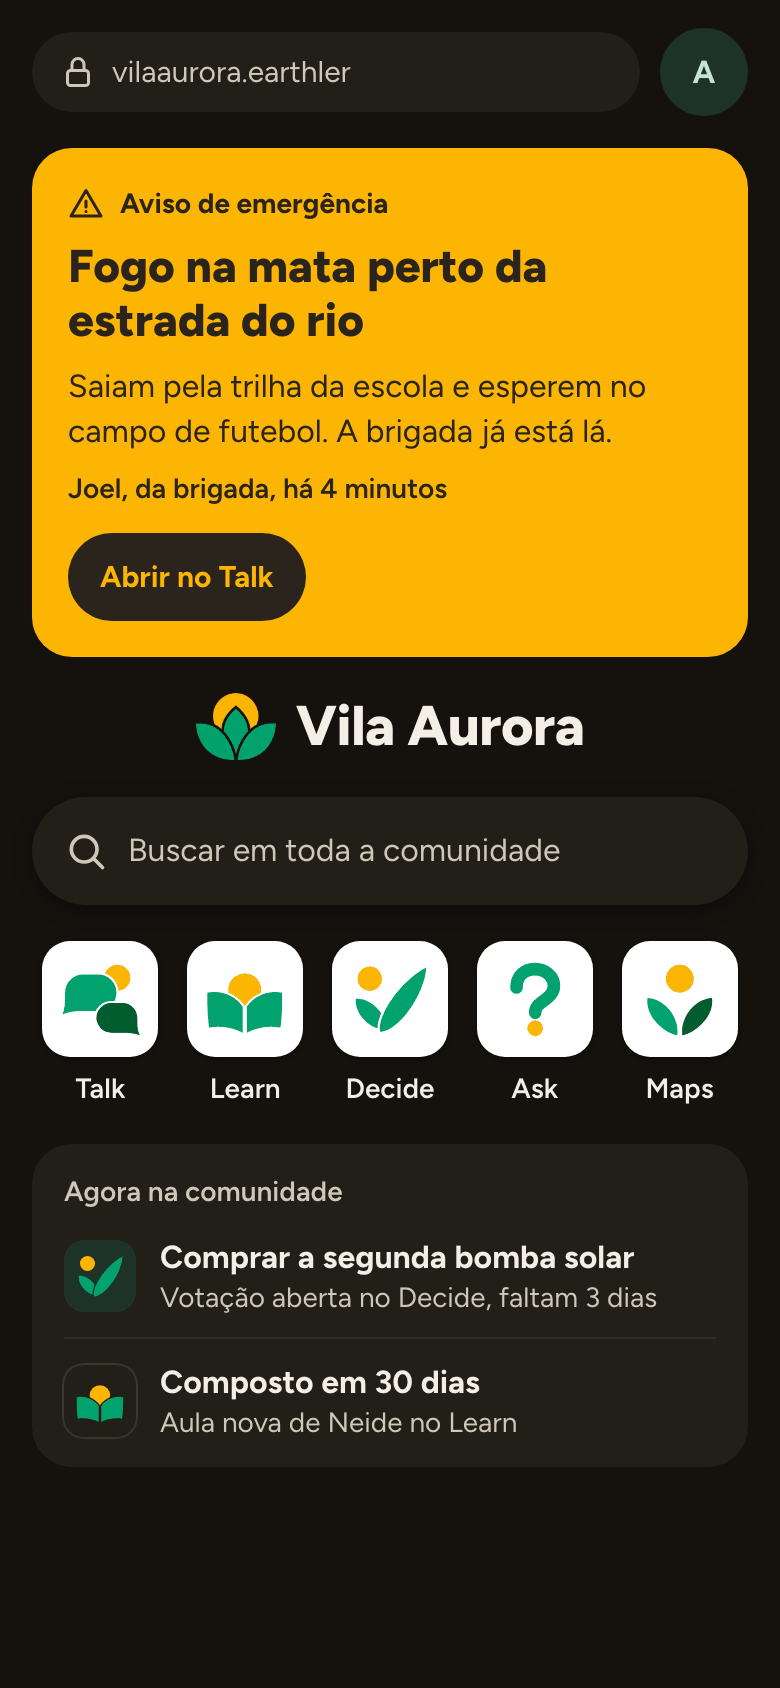 vilaaurora.earthler
A
Aviso de emergência
Fogo na mata perto da
estrada do rio
Saiam pela trilha da escola e esperem no
campo de futebol. A brigada já está lá.
Joel, da brigada, há 4 minutos
Abrir no Talk
Vila Aurora
Buscar em toda a comunidade
Talk
Learn
Decide
Ask
Maps
Agora na comunidade
Comprar a segunda bomba solar
Votação aberta no Decide, faltam 3 dias
Composto em 30 dias
Aula nova de Neide no Learn